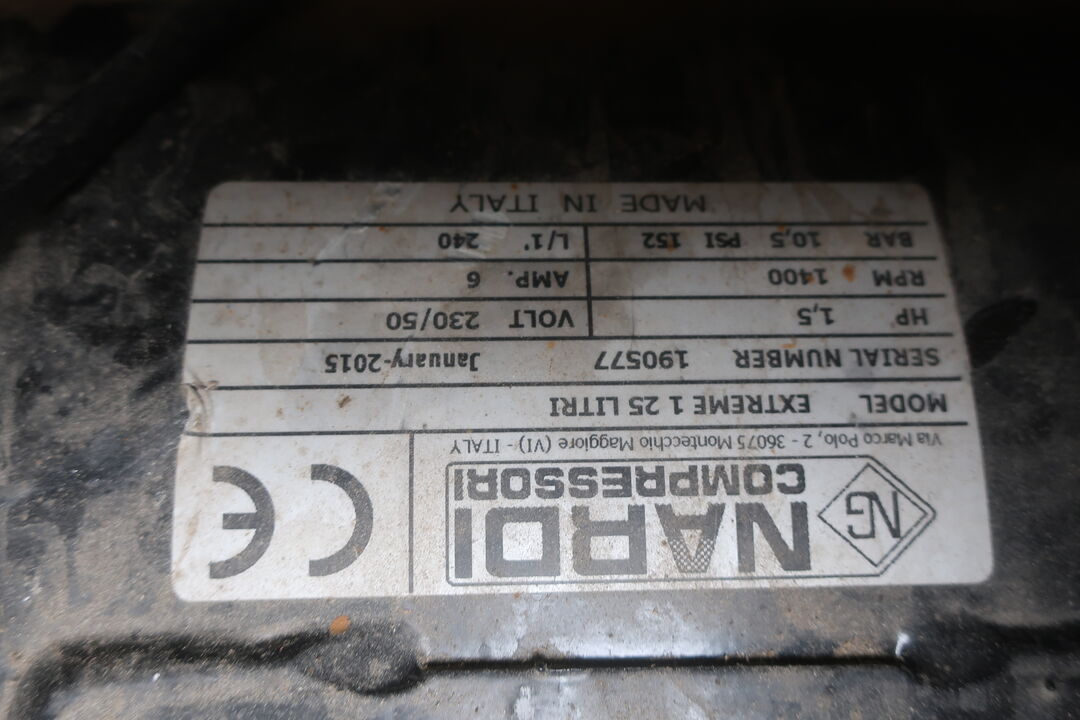 NG NARDI
COMPRESSORI
Via Marco Polo, 2 - 36075 Montecchio Maggiore (VI) - ITALY
CE
MODEL EXTREME 1 25 LITRI
SERIAL NUMBER 190577 January-2015
HP 1,5 VOLT 230/50
RPM 1400 AMP. 6
BAR 10,5 PSI 152 L/1' 240
MADE IN ITALY